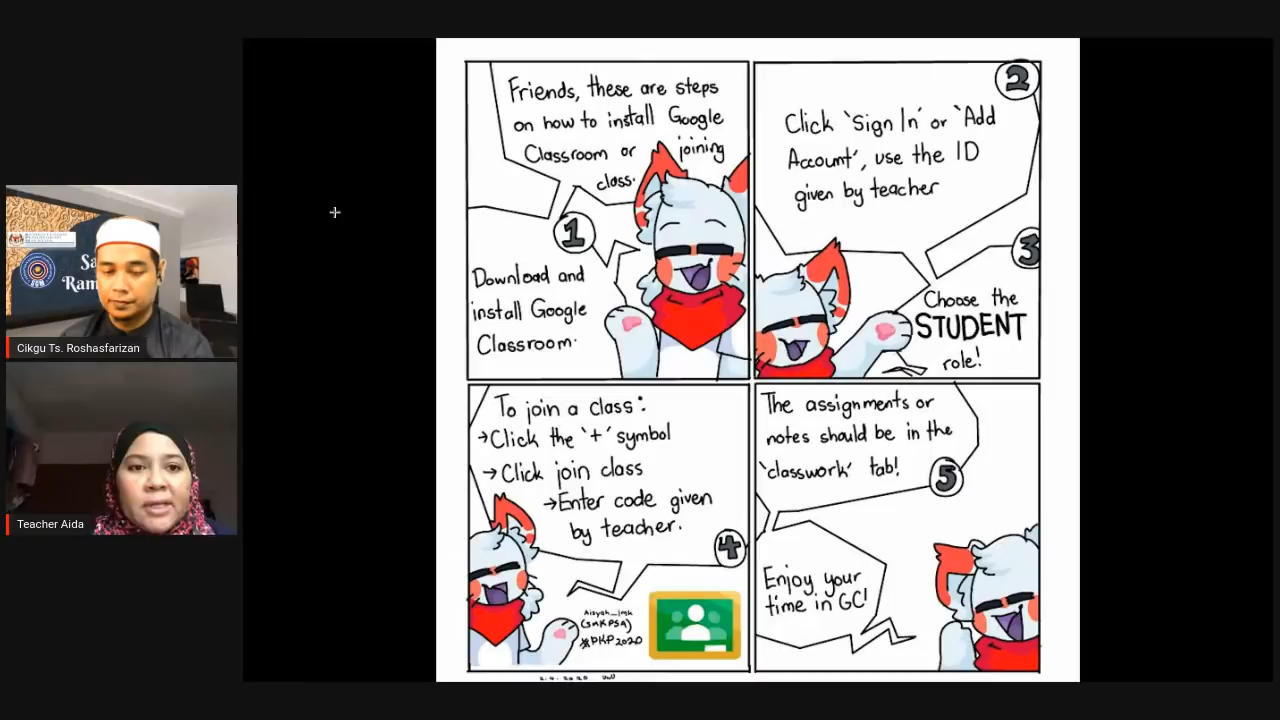 Friends, these are steps
on how to install Google
Classroom or joining
class.
1
Download and
install Google
Classroom.
2
Click 'Sign In' or 'Add
Account', use the ID
given by teacher
3
Choose the
STUDENT
role!
To join a class:
→Click the '+' symbol
→Click join class
→Enter code given
by teacher.
4
(SMKPSA)
#PKP2020
The assignments or
notes should be in the
'classwork' tab!
5
Enjoy your
time in GC!
2.4.2020
Cikgu Ts. Roshasfarizan
Teacher Aida